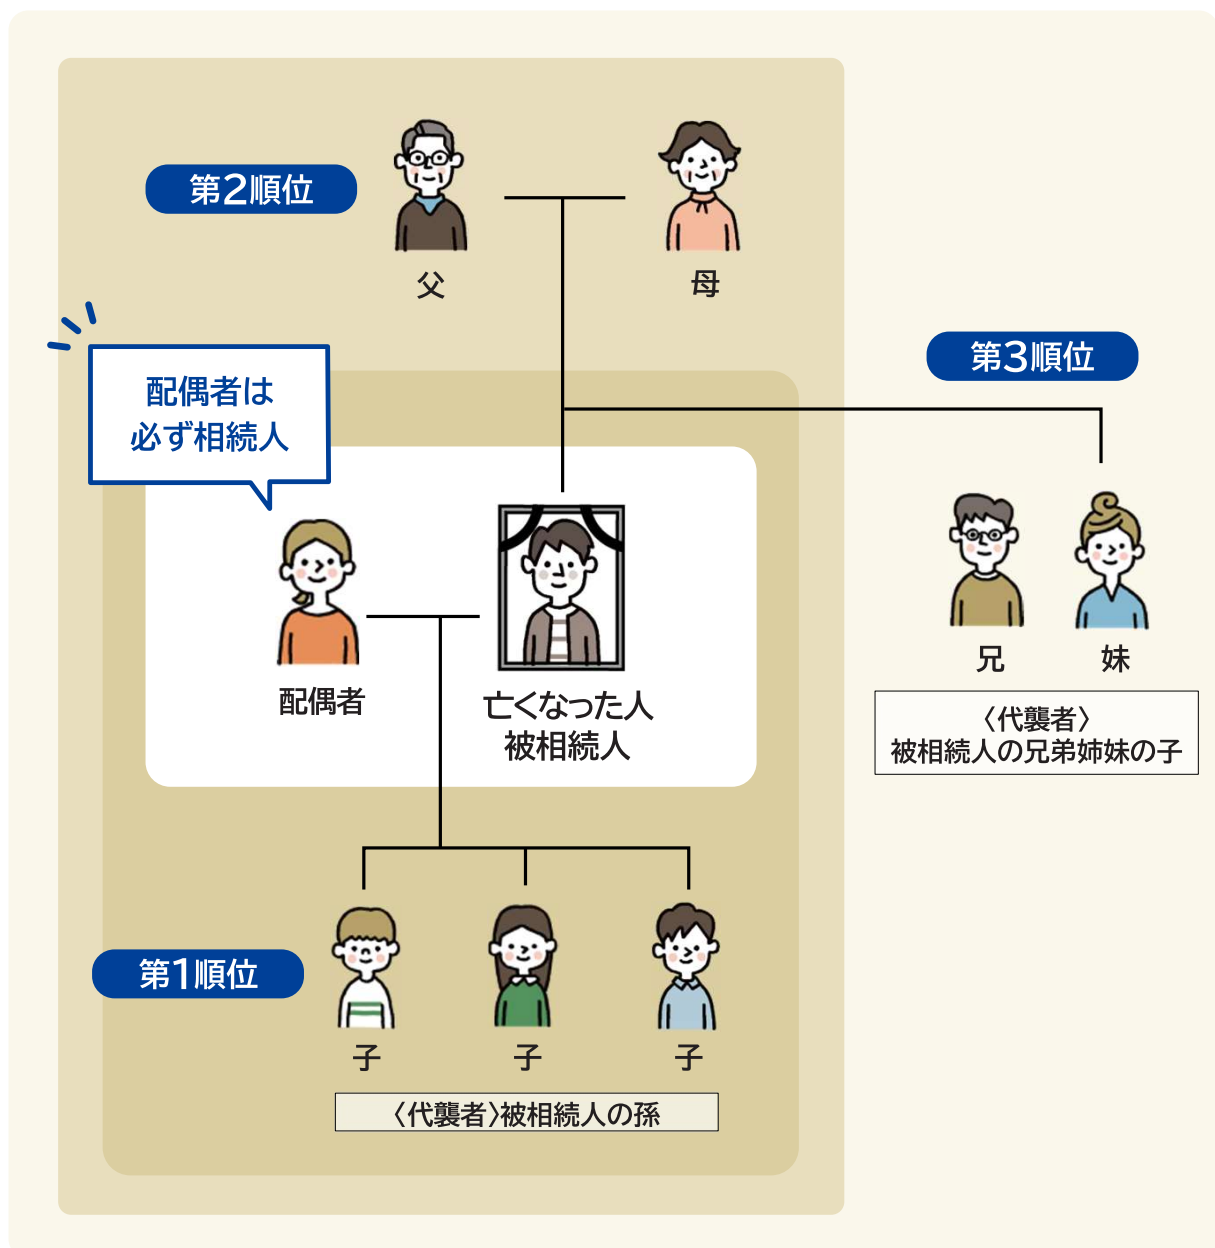 第2順位
父
母
第3順位
配偶者は
必ず相続人
兄
妹
〈代襲者〉
被相続人の兄弟姉妹の子
配偶者
亡くなった人
被相続人
第1順位
子
子
子
〈代襲者〉被相続人の孫